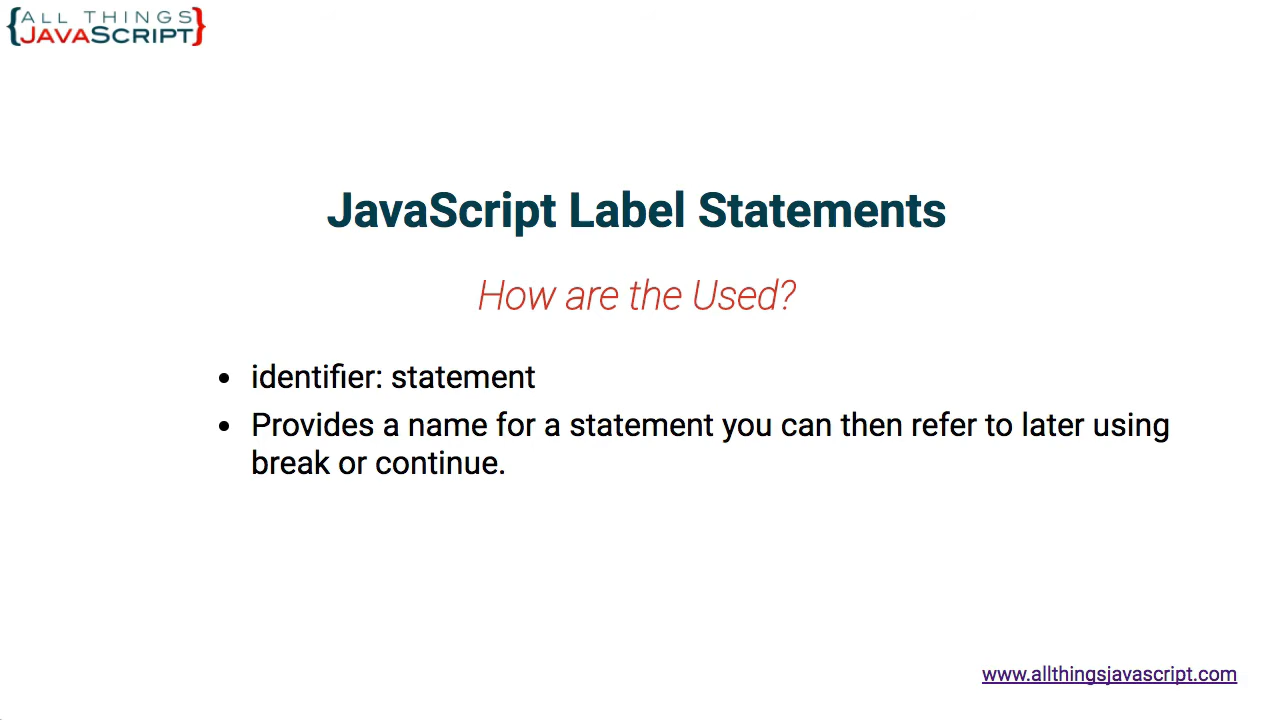 {ALL THINGS
JAVASCRIPT}
JavaScript Label Statements
How are the Used?
• identifier: statement
• Provides a name for a statement you can then refer to later using
break or continue.
www.allthingsjavascript.com